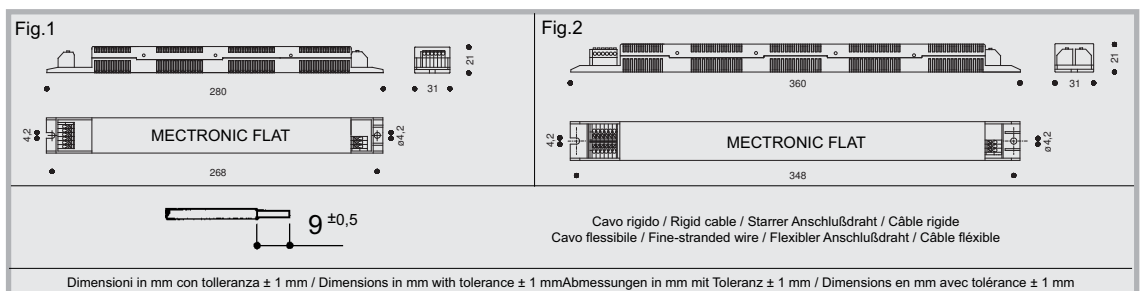 Fig.1
21
280
31
4,2
MECTRONIC FLAT
ø4,2
268
Fig.2
21
360
31
4,2
MECTRONIC FLAT
ø4,2
348
9 ±0,5
Cavo rigido / Rigid cable / Starrer Anschlußdraht / Câble rigide
Cavo flessibile / Fine-stranded wire / Flexibler Anschlußdraht / Câble fléxible
Dimensioni in mm con tolleranza ± 1 mm / Dimensions in mm with tolerance ± 1 mmAbmessungen in mm mit Toleranz ± 1 mm / Dimensions en mm avec tolérance ± 1 mm